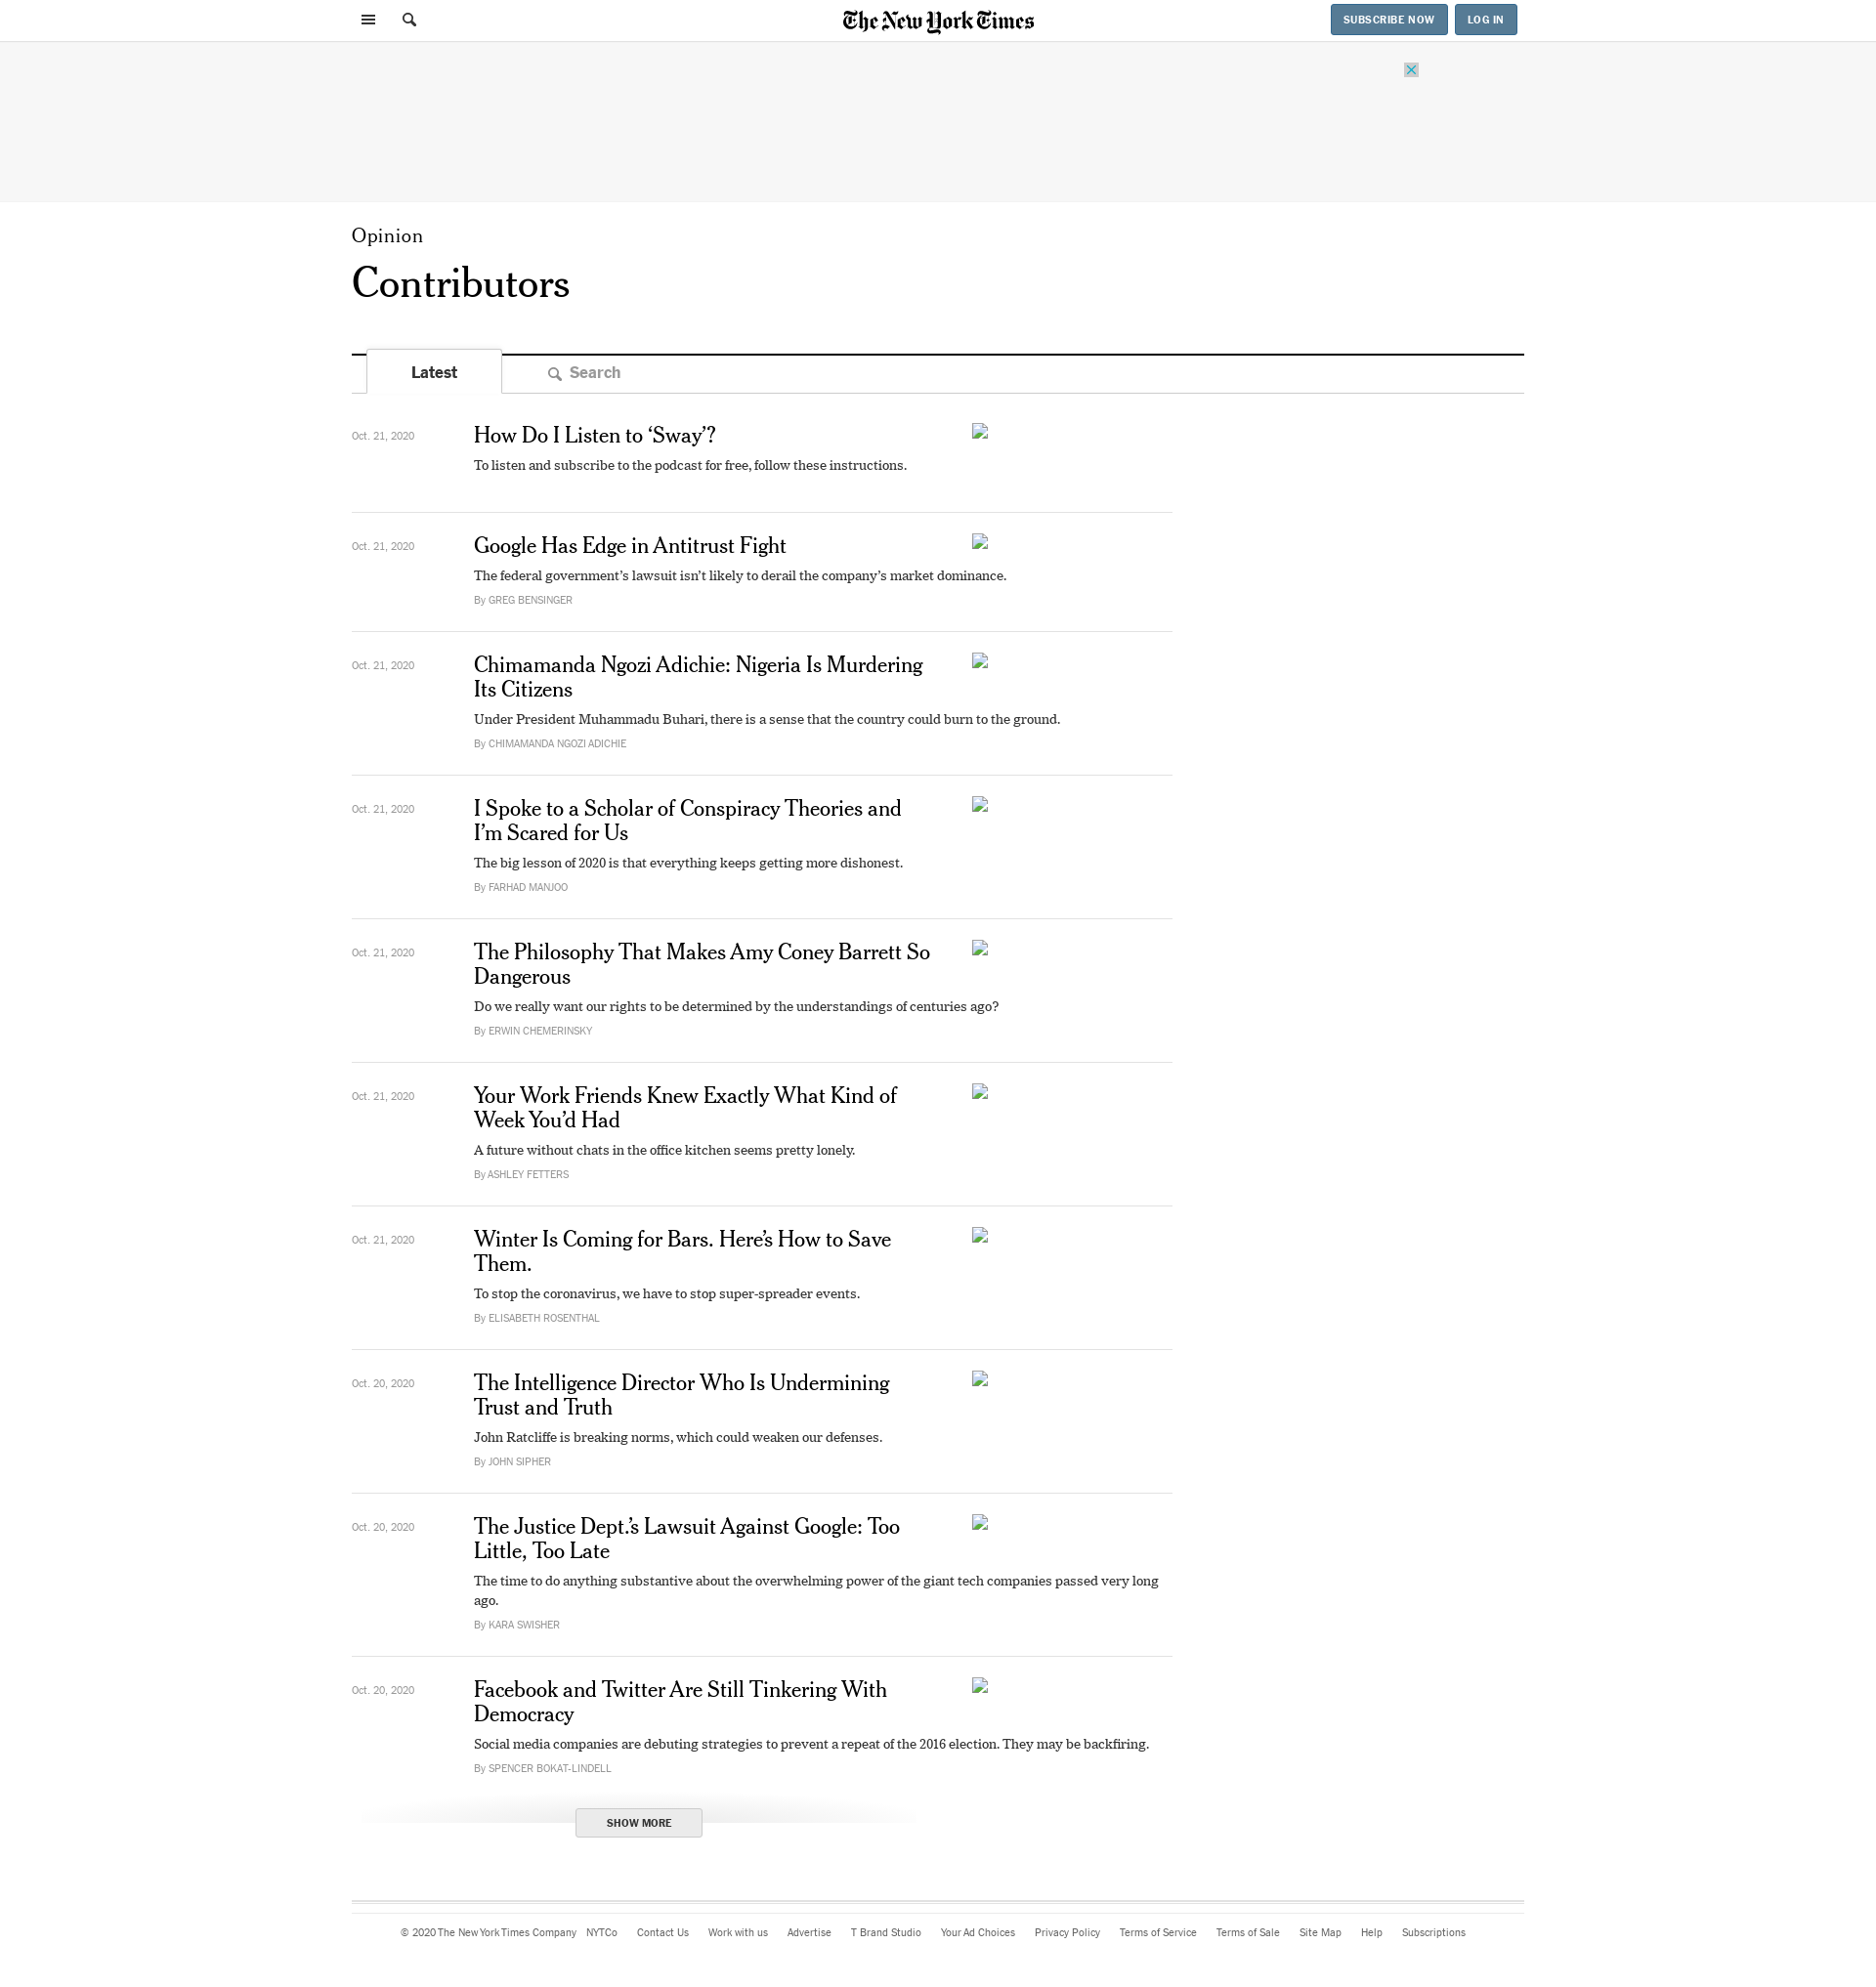 The New York Times
SUBSCRIBE NOW
LOG IN
Opinion
Contributors
Latest
Search
Oct. 21, 2020
How Do I Listen to ‘Sway’?
To listen and subscribe to the podcast for free, follow these instructions.
Oct. 21, 2020
Google Has Edge in Antitrust Fight
The federal government’s lawsuit isn’t likely to derail the company’s market dominance.
By GREG BENSINGER
Oct. 21, 2020
Chimamanda Ngozi Adichie: Nigeria Is Murdering
Its Citizens
Under President Muhammadu Buhari, there is a sense that the country could burn to the ground.
By CHIMAMANDA NGOZI ADICHIE
Oct. 21, 2020
I Spoke to a Scholar of Conspiracy Theories and
I’m Scared for Us
The big lesson of 2020 is that everything keeps getting more dishonest.
By FARHAD MANJOO
Oct. 21, 2020
The Philosophy That Makes Amy Coney Barrett So
Dangerous
Do we really want our rights to be determined by the understandings of centuries ago?
By ERWIN CHEMERINSKY
Oct. 21, 2020
Your Work Friends Knew Exactly What Kind of
Week You’d Had
A future without chats in the office kitchen seems pretty lonely.
By ASHLEY FETTERS
Oct. 21, 2020
Winter Is Coming for Bars. Here’s How to Save
Them.
To stop the coronavirus, we have to stop super-spreader events.
By ELISABETH ROSENTHAL
Oct. 20, 2020
The Intelligence Director Who Is Undermining
Trust and Truth
John Ratcliffe is breaking norms, which could weaken our defenses.
By JOHN SIPHER
Oct. 20, 2020
The Justice Dept.’s Lawsuit Against Google: Too
Little, Too Late
The time to do anything substantive about the overwhelming power of the giant tech companies passed very long
ago.
By KARA SWISHER
Oct. 20, 2020
Facebook and Twitter Are Still Tinkering With
Democracy
Social media companies are debuting strategies to prevent a repeat of the 2016 election. They may be backfiring.
By SPENCER BOKAT-LINDELL
SHOW MORE
© 2020 The New York Times Company NYTCo Contact Us Work with us Advertise T Brand Studio Your Ad Choices Privacy Policy Terms of Service Terms of Sale Site Map Help Subscriptions